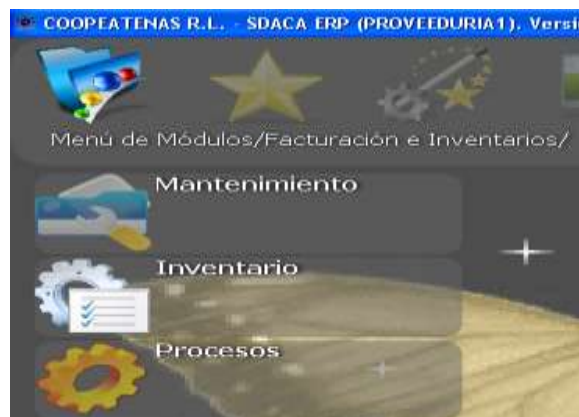 COOPEATENAS R.L. - SDACA ERP (PROVEEDURIA1). Versi
Menú de Módulos/Facturación e Inventarios/
Mantenimiento
Inventario
Procesos